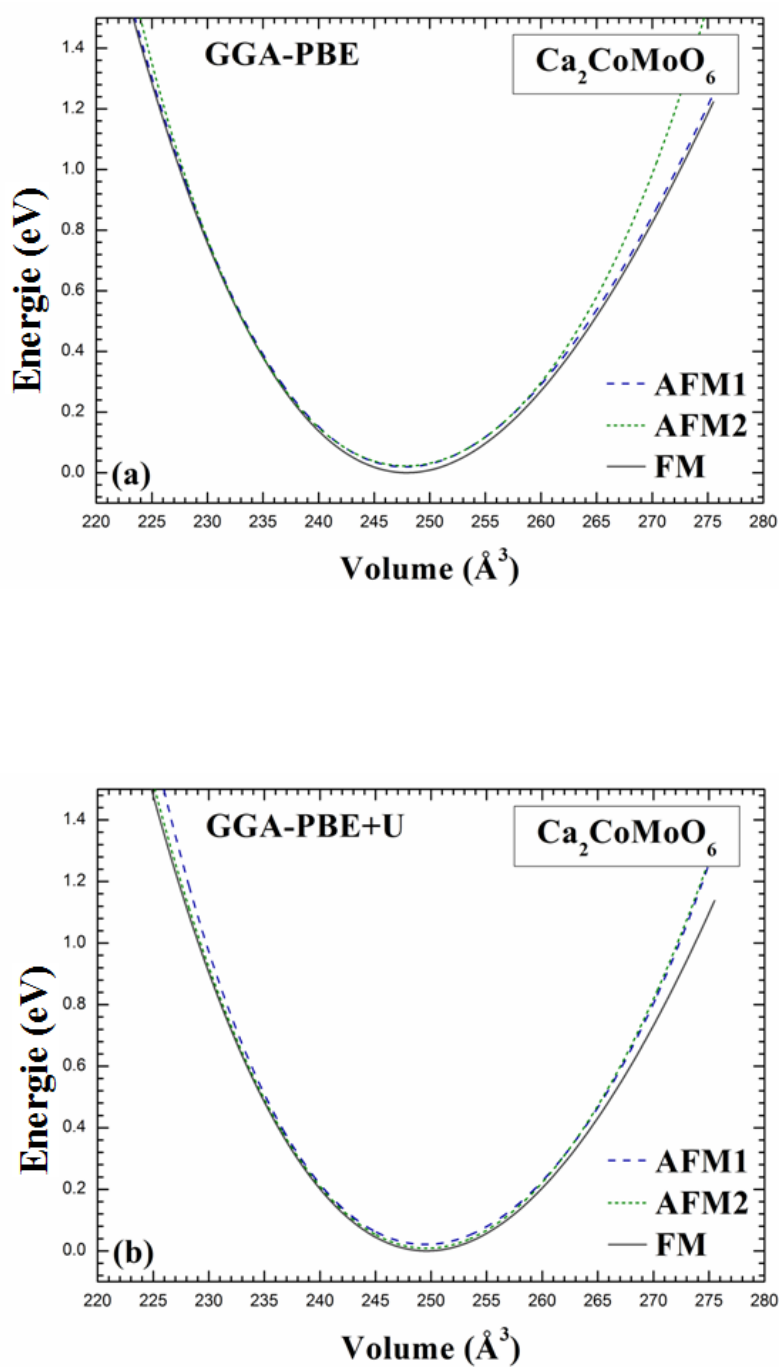 GGA-PBE
Ca₂CoMoO₆
1.4
1.2
1.0
0.8
0.6
0.4
0.2
0.0
Energie (eV)
AFM1
AFM2
FM
(a)
220 225 230 235 240 245 250 255 260 265 270 275 280
Volume (Å³)
GGA-PBE+U
Ca₂CoMoO₆
1.4
1.2
1.0
0.8
0.6
0.4
0.2
0.0
Energie (eV)
AFM1
AFM2
FM
(b)
220 225 230 235 240 245 250 255 260 265 270 275 280
Volume (Å³)